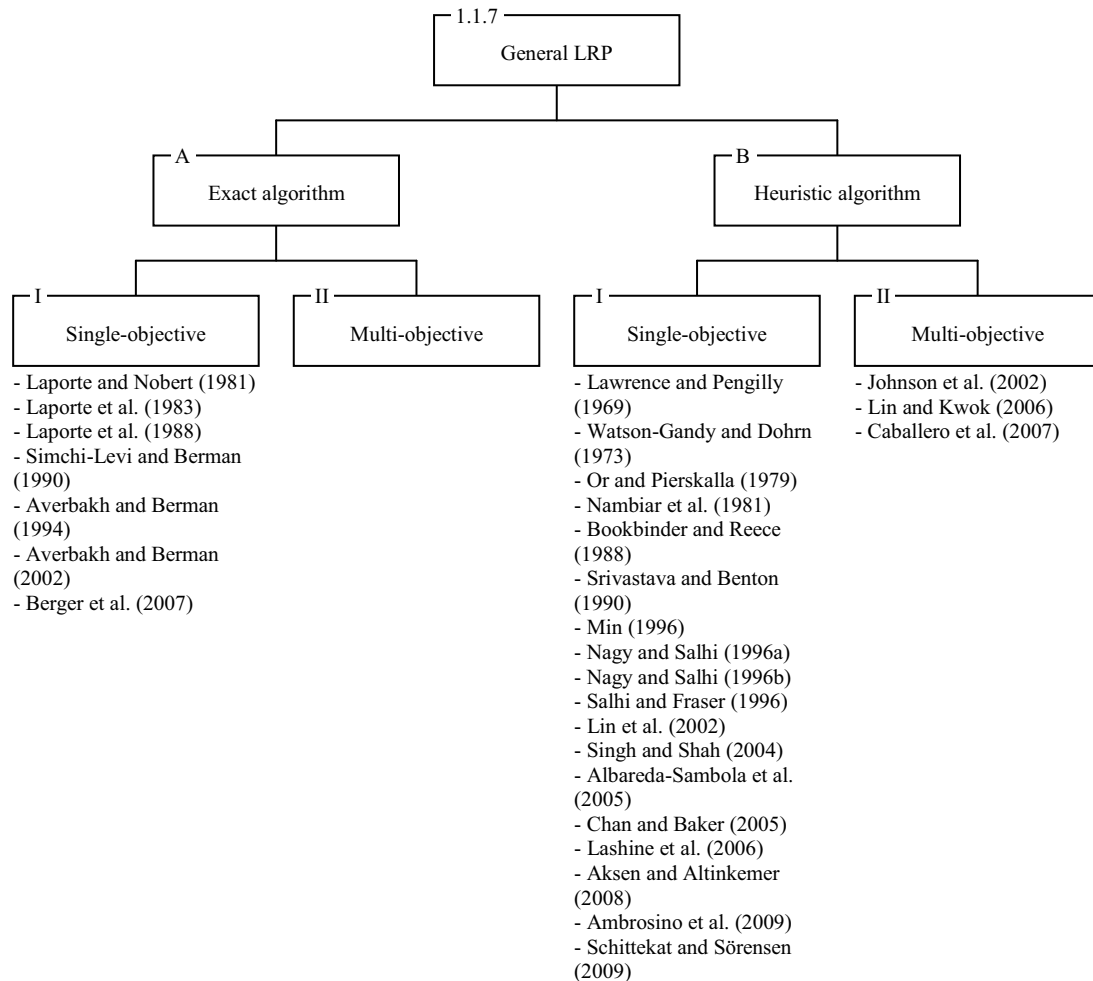 1.1.7
General LRP
A
Exact algorithm
B
Heuristic algorithm
I
Single-objective
II
Multi-objective
I
Single-objective
II
Multi-objective
- Laporte and Nobert (1981)
- Laporte et al. (1983)
- Laporte et al. (1988)
- Simchi-Levi and Berman
(1990)
- Averbakh and Berman
(1994)
- Averbakh and Berman
(2002)
- Berger et al. (2007)
- Lawrence and Pengilly
(1969)
- Watson-Gandy and Dohrn
(1973)
- Or and Pierskalla (1979)
- Nambiar et al. (1981)
- Bookbinder and Reece
(1988)
- Srivastava and Benton
(1990)
- Min (1996)
- Nagy and Salhi (1996a)
- Nagy and Salhi (1996b)
- Salhi and Fraser (1996)
- Lin et al. (2002)
- Singh and Shah (2004)
- Albareda-Sambola et al.
(2005)
- Chan and Baker (2005)
- Lashine et al. (2006)
- Aksen and Altinkemer
(2008)
- Ambrosino et al. (2009)
- Schittekat and Sörensen
(2009)
- Johnson et al. (2002)
- Lin and Kwok (2006)
- Caballero et al. (2007)